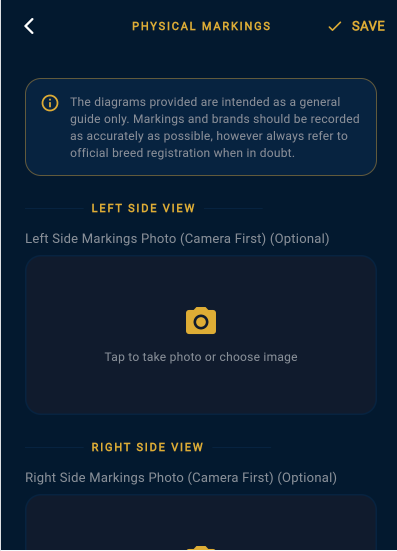 PHYSICAL MARKINGS
SAVE
The diagrams provided are intended as a general
guide only. Markings and brands should be recorded
as accurately as possible, however always refer to
official breed registration when in doubt.
LEFT SIDE VIEW
Left Side Markings Photo (Camera First) (Optional)
Tap to take photo or choose image
RIGHT SIDE VIEW
Right Side Markings Photo (Camera First) (Optional)